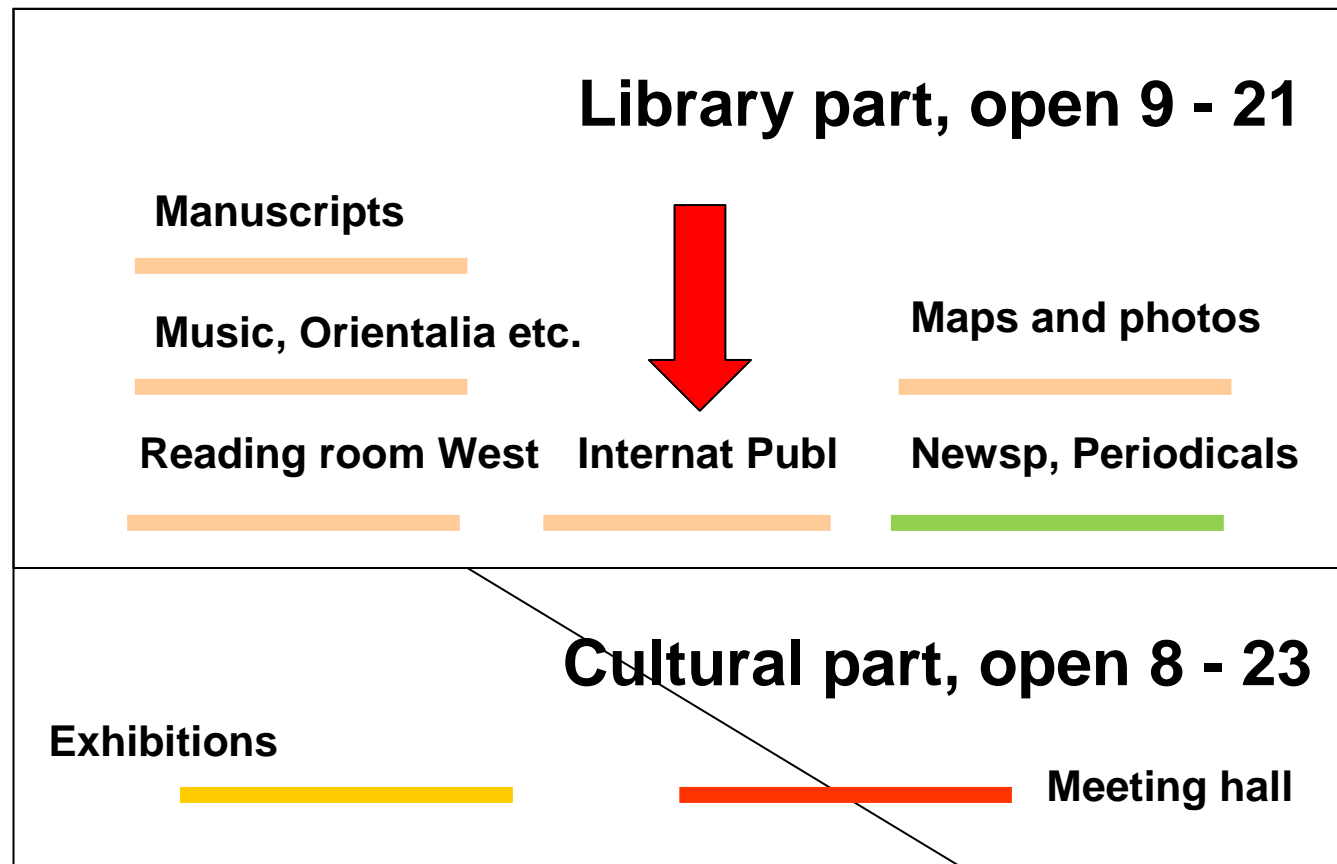 Library part, open 9 - 21
Manuscripts
Music, Orientalia etc.
Maps and photos
Reading room West
Internat Publ
Newsp, Periodicals
Cultural part, open 8 - 23
Exhibitions
Meeting hall